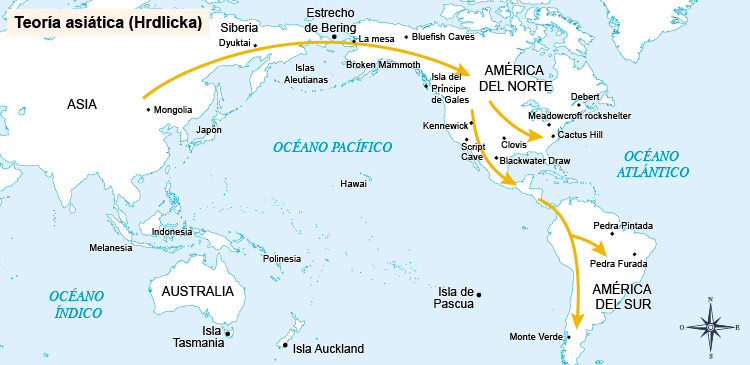 Teoría asiática (Hrdlicka)
Estrecho
de Bering
Siberia
Dyuktai
La mesa
Bluefish Caves
Islas
Aleutianas
Broken Mammoth
Isla del
Príncipe
de Gales
AMÉRICA
DEL NORTE
ASIA
Mongolia
Debert
Meadowcroft rockshelter
Japón
Kennewick
Cactus Hill
OCÉANO PACÍFICO
Script
Cave
Clovis
Blackwater Draw
OCÉANO
ATLÁNTICO
Hawai
Indonesia
Melanesia
Polinesia
Pedra Pintada
Pedra Furada
OCÉANO
ÍNDICO
AUSTRALIA
Isla de
Pascua
AMÉRICA
DEL SUR
Isla
Tasmania
Isla Auckland
Monte Verde
N
O
E
S